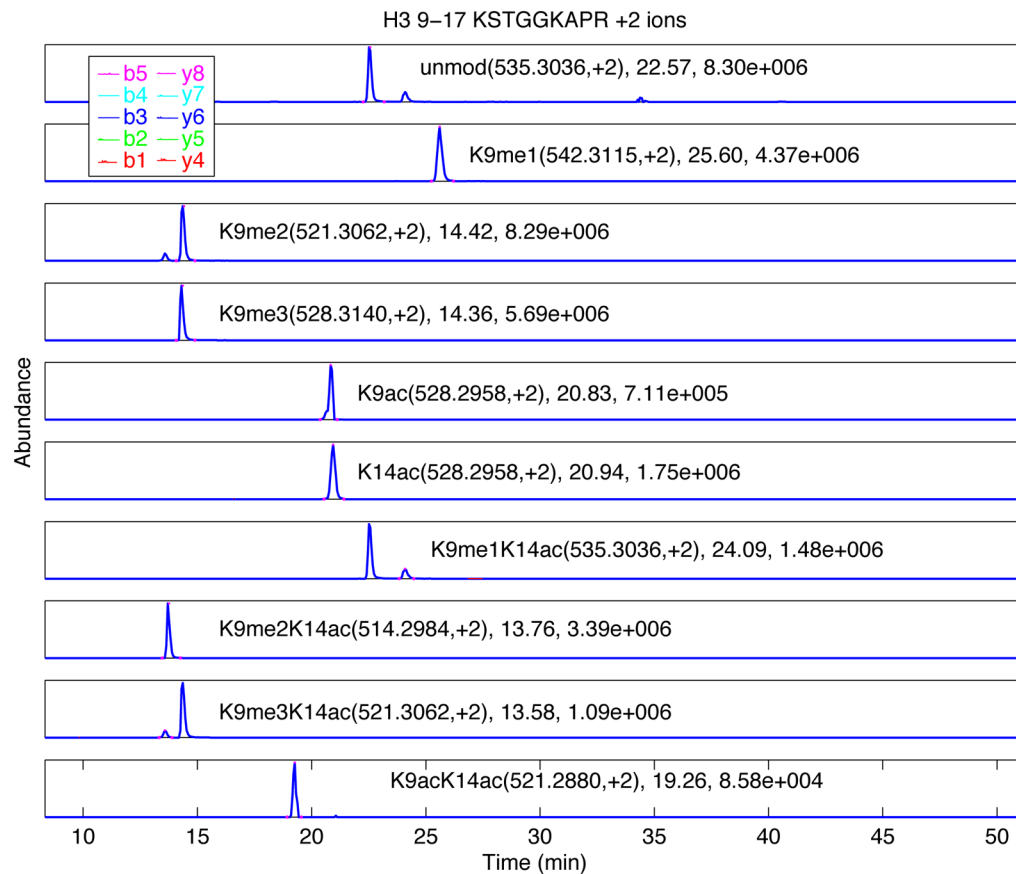 H3 9−17 KSTGGKAPR +2 ions
unmod(535.3036,+2), 22.57, 8.30e+006
b5 y8
b4 y7
b3 y6
b2 y5
b1 y4
K9me1(542.3115,+2), 25.60, 4.37e+006
K9me2(521.3062,+2), 14.42, 8.29e+006
K9me3(528.3140,+2), 14.36, 5.69e+006
K9ac(528.2958,+2), 20.83, 7.11e+005
K14ac(528.2958,+2), 20.94, 1.75e+006
K9me1K14ac(535.3036,+2), 24.09, 1.48e+006
K9me2K14ac(514.2984,+2), 13.76, 3.39e+006
K9me3K14ac(521.3062,+2), 13.58, 1.09e+006
K9acK14ac(521.2880,+2), 19.26, 8.58e+004
Abundance
10 15 20 25 30 35 40 45 50
Time (min)